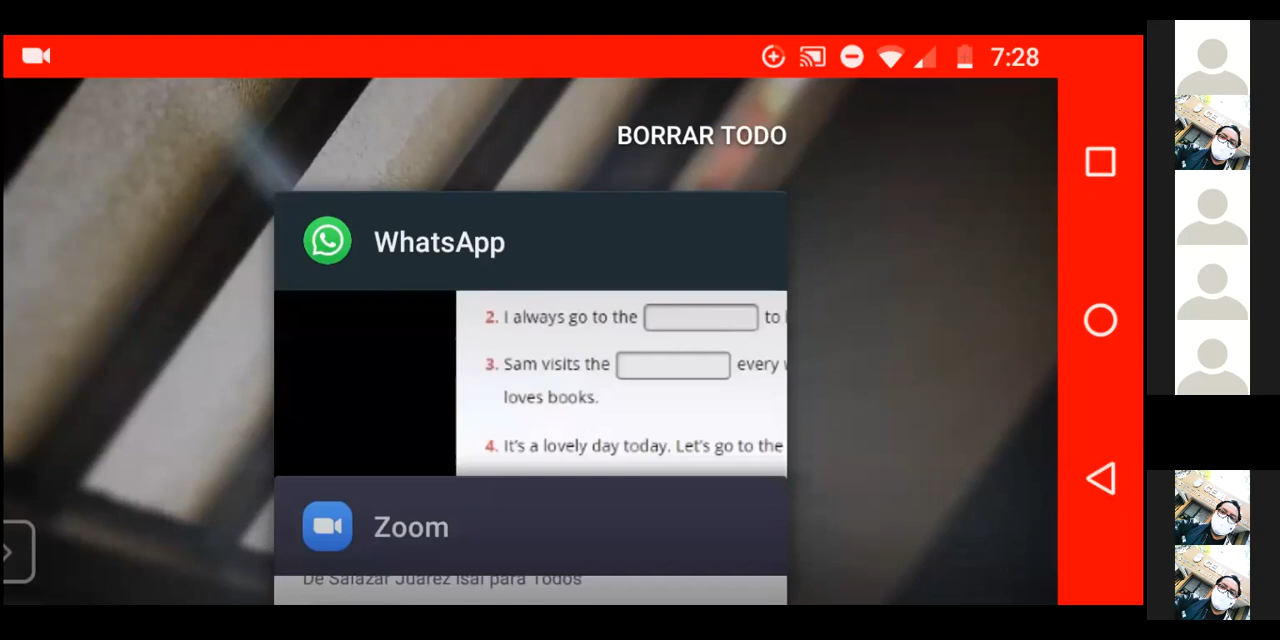 7:28
BORRAR TODO
WhatsApp
2. I always go to the to
3. Sam visits the every
loves books.
4. It's a lovely day today. Let's go to the
Zoom
De Salazar Juarez Isai para Todos